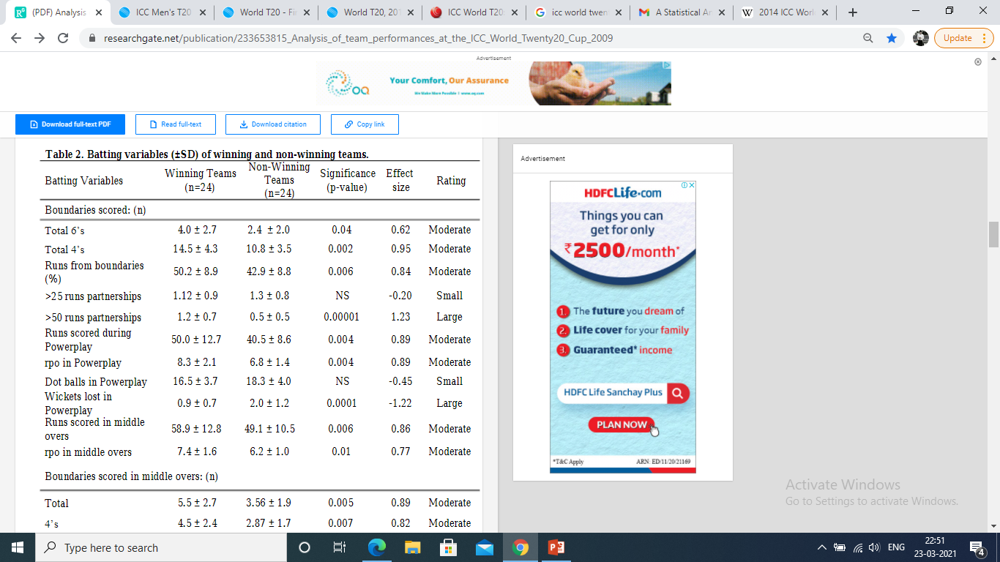 (PDF) Analysis
ICC Men's T20
World T20 - Fi
World T20, 201
ICC World T20
icc world twen
A Statistical An
2014 ICC Worl
researchgate.net/publication/233653815_Analysis_of_team_performances_at_the_ICC_World_Twenty20_Cup_2009
Update
Advertisement
oq
Your Comfort, Our Assurance
We Make More Possible I www.oq.com
Download full-text PDF
Read full-text
Download citation
Copy link
Table 2. Batting variables (±SD) of winning and non-winning teams.
Batting Variables Winning Teams (n=24) Non-Winning Teams (n=24) Significance (p-value) Effect size Rating
Boundaries scored: (n)
Total 6's 4.0 ± 2.7 2.4 ± 2.0 0.04 0.62 Moderate
Total 4's 14.5 ± 4.3 10.8 ± 3.5 0.002 0.95 Moderate
Runs from boundaries (%) 50.2 ± 8.9 42.9 ± 8.8 0.006 0.84 Moderate
>25 runs partnerships 1.12 ± 0.9 1.3 ± 0.8 NS -0.20 Small
>50 runs partnerships 1.2 ± 0.7 0.5 ± 0.5 0.00001 1.23 Large
Runs scored during Powerplay 50.0 ± 12.7 40.5 ± 8.6 0.004 0.89 Moderate
rpo in Powerplay 8.3 ± 2.1 6.8 ± 1.4 0.004 0.89 Moderate
Dot balls in Powerplay 16.5 ± 3.7 18.3 ± 4.0 NS -0.45 Small
Wickets lost in Powerplay 0.9 ± 0.7 2.0 ± 1.2 0.0001 -1.22 Large
Runs scored in middle overs 58.9 ± 12.8 49.1 ± 10.5 0.006 0.86 Moderate
rpo in middle overs 7.4 ± 1.6 6.2 ± 1.0 0.01 0.77 Moderate
Boundaries scored in middle overs: (n)
Total 5.5 ± 2.7 3.56 ± 1.9 0.005 0.89 Moderate
4's 4.5 ± 2.4 2.87 ± 1.7 0.007 0.82 Moderate
Advertisement
HDFCLife.com
Things you can
get for only
₹2500/month*
1. The future you dream of
2. Life cover for your family
3. Guaranteed* income
HDFC Life Sanchay Plus
PLAN NOW
*T&C Apply
ARN: ED/11/20/21169
Activate Windows
Go to Settings to activate Windows.
Type here to search
ENG
22:51
23-03-2021
4